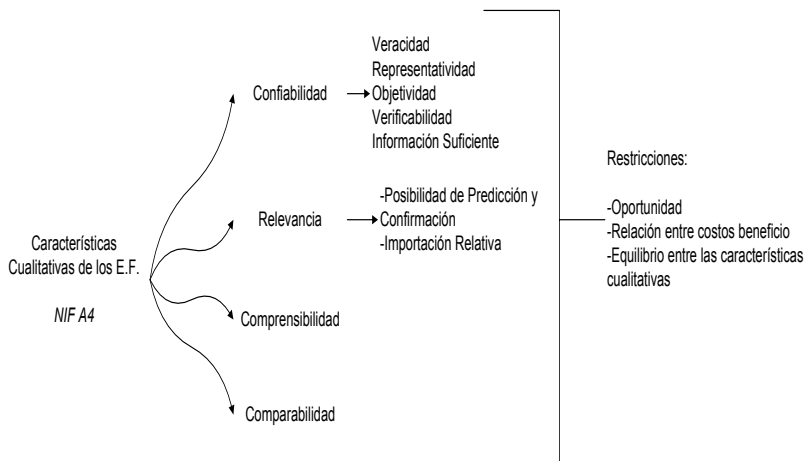 Características
Cualitativas de los E.F.
NIF A4
Confiabilidad
Veracidad
Representatividad
Objetividad
Verificabilidad
Información Suficiente
Relevancia
-Posibilidad de Predicción y
Confirmación
-Importación Relativa
Comprensibilidad
Comparabilidad
Restricciones:
-Oportunidad
-Relación entre costos beneficio
-Equilibrio entre las características
cualitativas